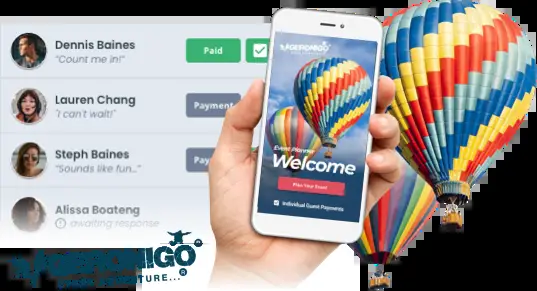 Dennis Baines
"Count me in!"
Paid
Lauren Chang
"I can't wait!"
Payment
Steph Baines
"Sounds like fun..."
Alissa Boateng
awaiting response
Event Planner
Welcome
Plan Your Event
Individual Guest Payments